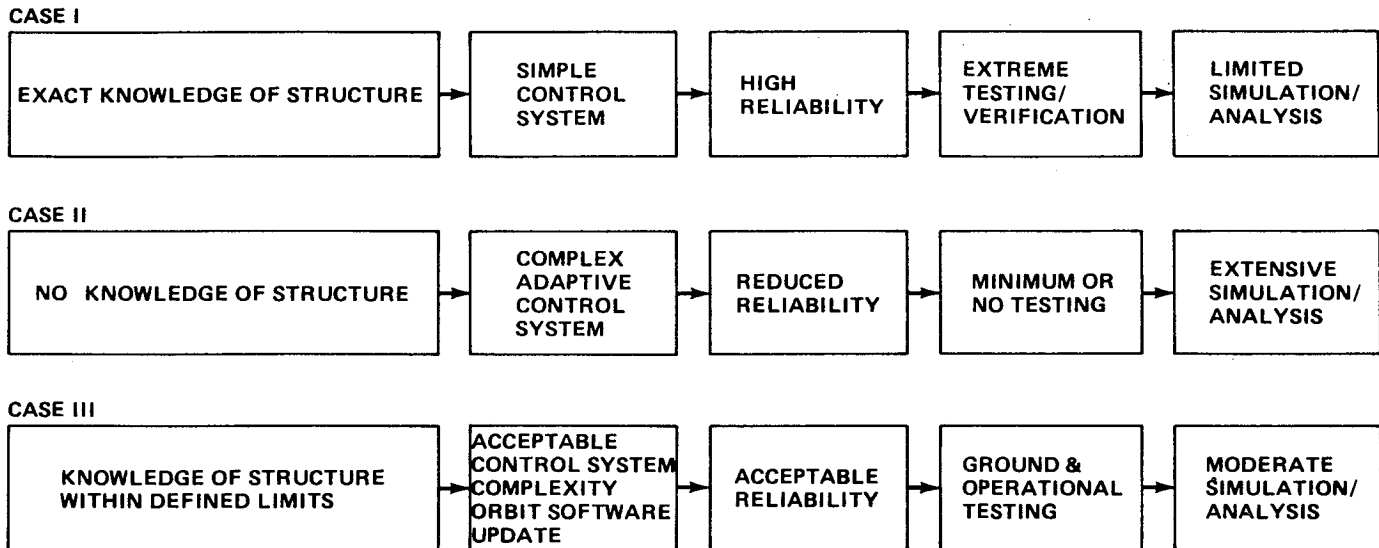 CASE I
EXACT KNOWLEDGE OF STRUCTURE
SIMPLE
CONTROL
SYSTEM
HIGH
RELIABILITY
EXTREME
TESTING/
VERIFICATION
LIMITED
SIMULATION/
ANALYSIS
CASE II
NO KNOWLEDGE OF STRUCTURE
COMPLEX
ADAPTIVE
CONTROL
SYSTEM
REDUCED
RELIABILITY
MINIMUM OR
NO TESTING
EXTENSIVE
SIMULATION/
ANALYSIS
CASE III
KNOWLEDGE OF STRUCTURE
WITHIN DEFINED LIMITS
ACCEPTABLE
CONTROL SYSTEM
COMPLEXITY
ORBIT SOFTWARE
UPDATE
ACCEPTABLE
RELIABILITY
GROUND &
OPERATIONAL
TESTING
MODERATE
SIMULATION/
ANALYSIS